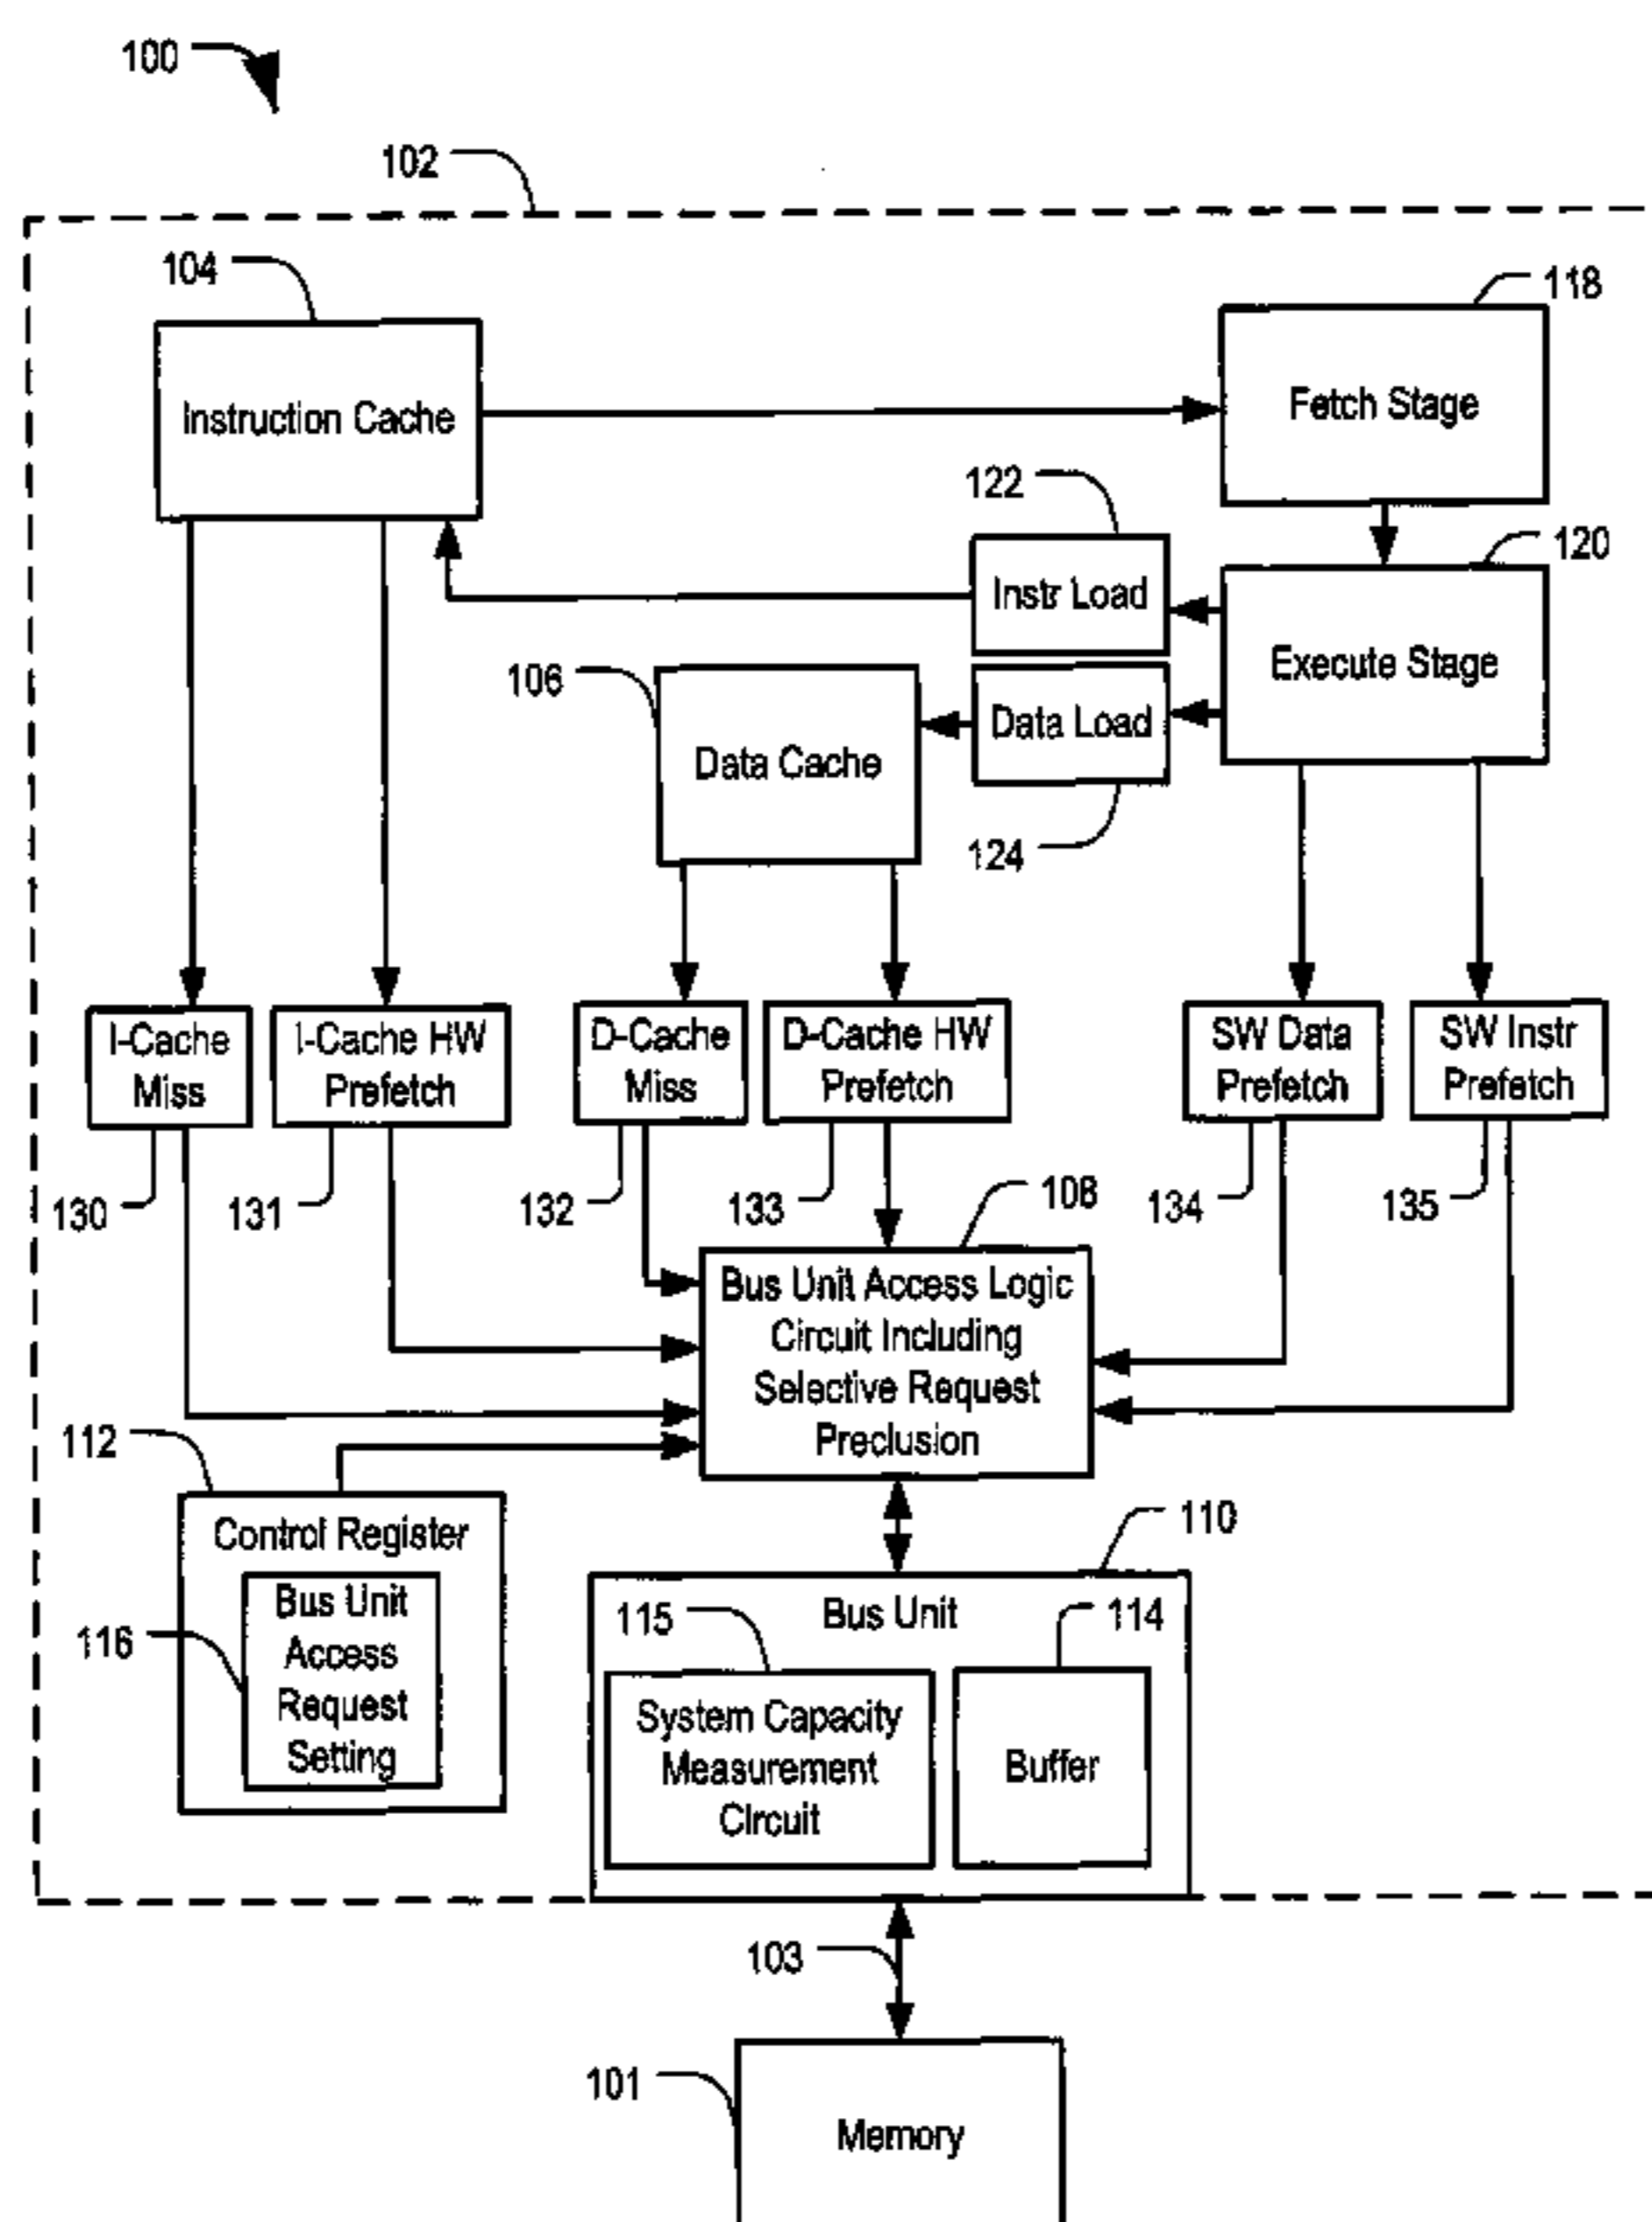 100
102
104
118
Instruction Cache
Fetch Stage
122
120
Instr Load
Execute Stage
106
Data Load
Data Cache
124
I-Cache
Miss
I-Cache HW
Prefetch
D-Cache
Miss
D-Cache HW
Prefetch
SW Data
Prefetch
SW Instr
Prefetch
130
131
132
133
108
134
135
Bus Unit Access Logic
Circuit Including
Selective Request
Preclusion
112
Control Register
110
Bus Unit
Access
Request
Setting
116
Bus Unit
115
114
System Capacity
Measurement
Circuit
Buffer
103
101
Memory